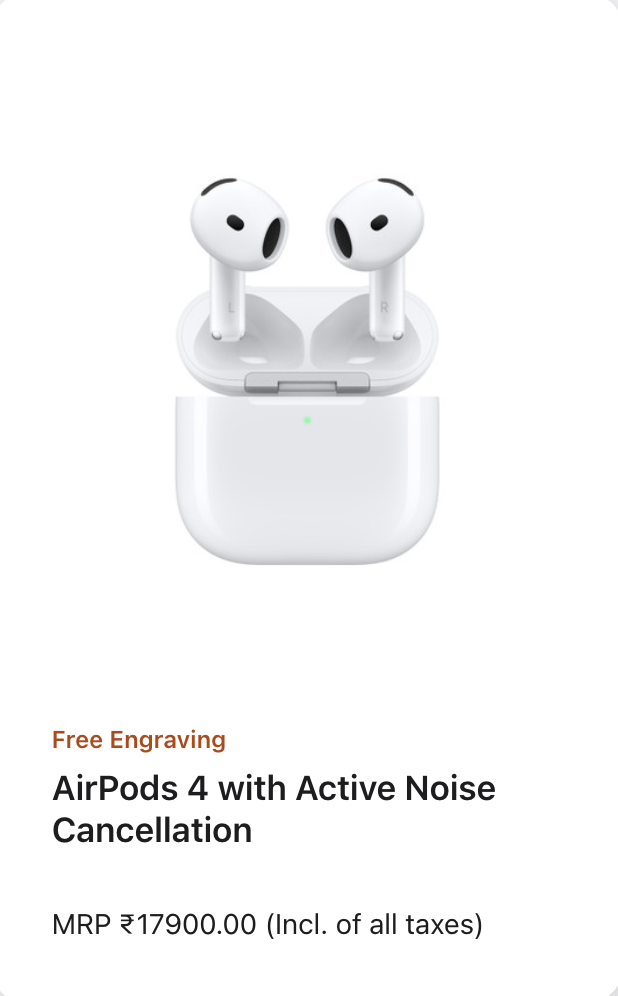 L
R
Free Engraving
AirPods 4 with Active Noise
Cancellation
MRP ₹17900.00 (Incl. of all taxes)